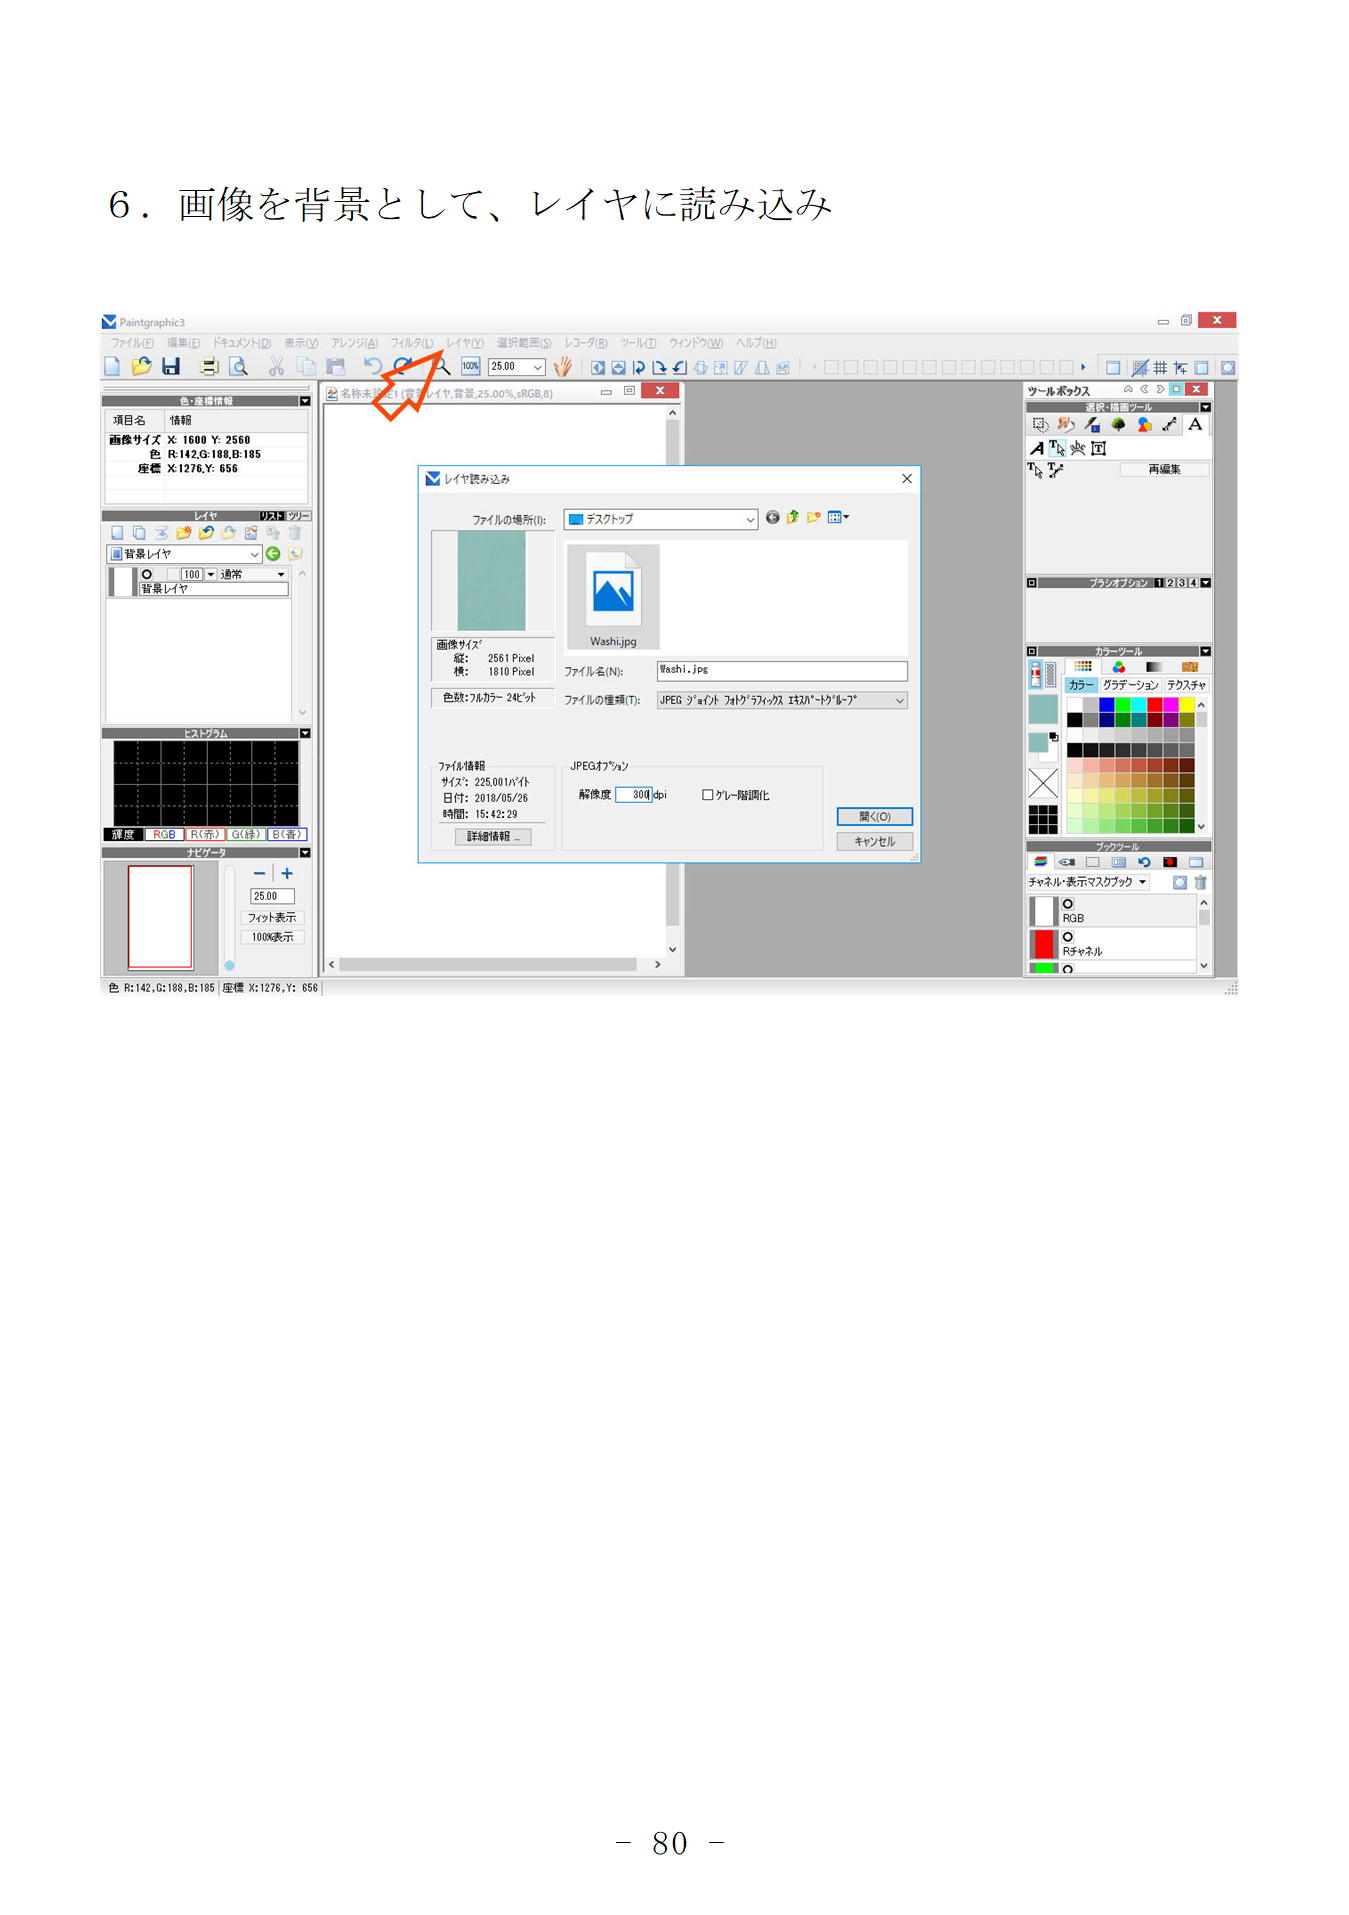 ６．画像を背景として、レイヤに読み込み
Paintgraphic3
ファイル(F) 編集(E) ドキュメント(D) 表示(V) アレンジ(A) フィルタ(L) レイヤ(Y) 選択範囲(S) レコーダ(R) ツール(T) ウィンドウ(W) ヘルプ(H)
100% 25.00
色・座標情報
項目名 情報
画像サイズ X: 1600 Y: 2560
色 R:142,G:188,B:185
座標 X:1276,Y: 656
レイヤ リスト ツリー
背景レイヤ
100 通常
背景レイヤ
ヒストグラム
輝度 RGB R(赤) G(緑) B(青)
ナビゲータ
25.00
フィット表示
100%表示
色 R:142,G:188,B:185 座標 X:1276,Y: 656
名称未設定1 (背景レイヤ,背景,25.00%,sRGB,8)
レイヤ読み込み
ファイルの場所(I): デスクトップ
Washi.jpg
画像サイズ
縦: 2561 Pixel
横: 1810 Pixel
色数:フルカラー 24ビット
ファイル名(N): Washi.jpg
ファイルの種類(T): JPEG ジョイント フォトグラフィックス エキスパートグループ
ファイル情報
サイズ: 225,001バイト
日付: 2018/05/26
時間: 15:42:29
詳細情報 ...
JPEGオプション
解像度 300 dpi グレー階調化
開く(O)
キャンセル
ツールボックス
選択・描画ツール
再編集
ブラシオプション 1 2 3 4
カラーツール
カラー グラデーション テクスチャ
ブックツール
チャネル・表示マスクブック
RGB
Rチャネル
- 80 -